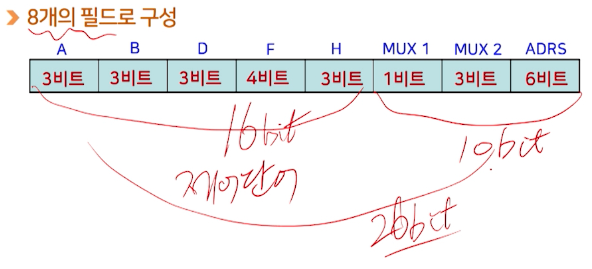 > 8개의 필드로 구성
A B D F H MUX 1 MUX 2 ADRS
3비트 3비트 3비트 4비트 3비트 1비트 3비트 6비트
16bit 10bit
제어단어
26bit